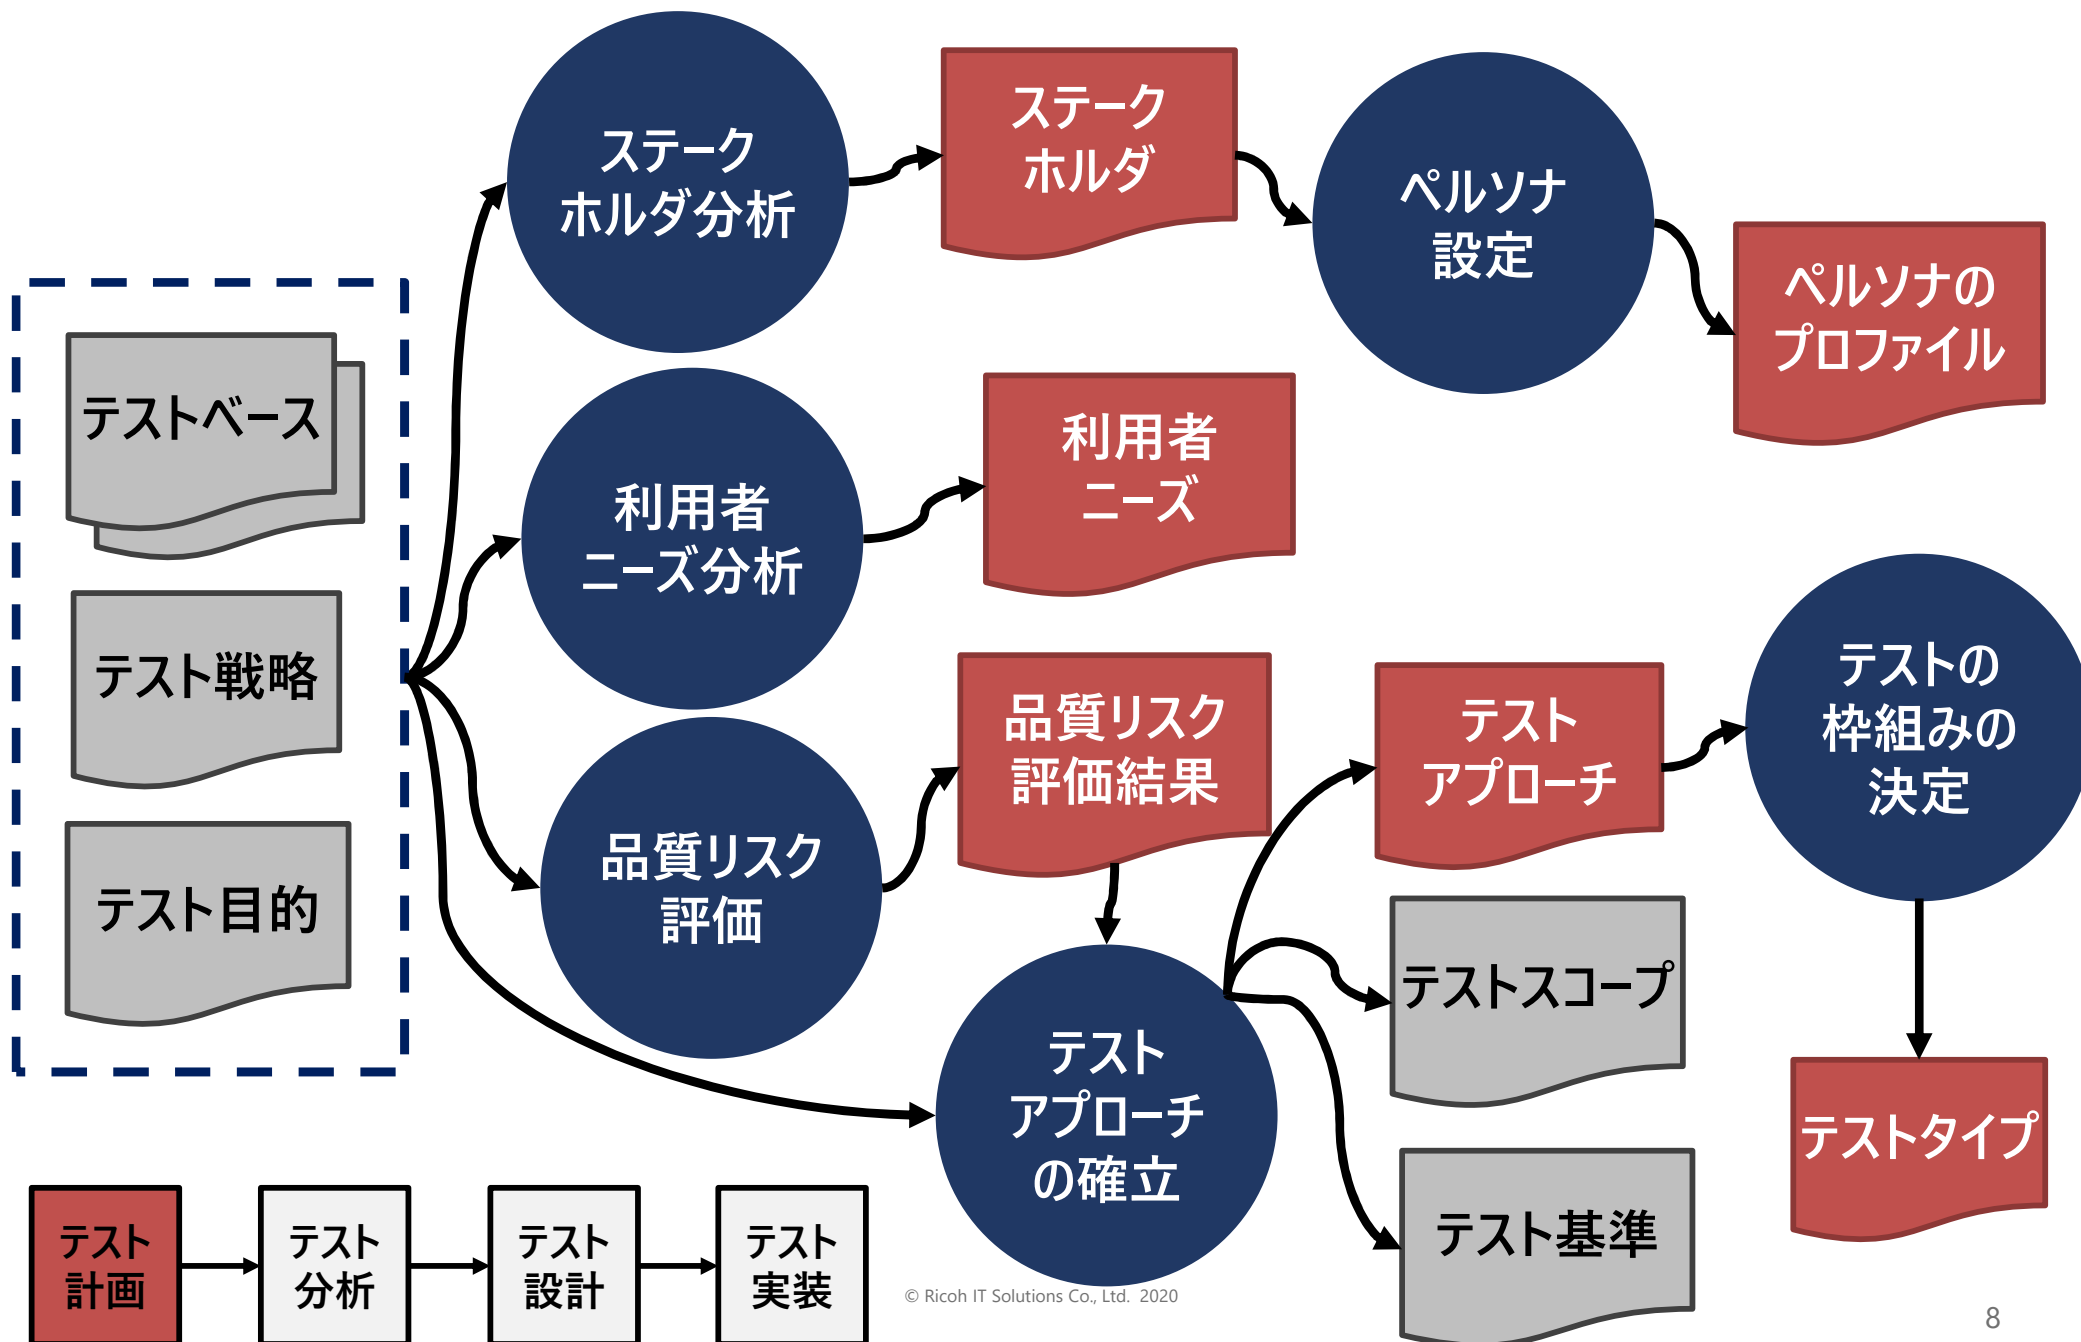 ステーク
ホルダ分析
ステーク
ホルダ
ペルソナ
設定
ペルソナの
プロファイル
テストベース
テスト戦略
テスト目的
利用者
ニーズ分析
利用者
ニーズ
品質リスク
評価
品質リスク
評価結果
テスト
アプローチ
テストの
枠組みの
決定
テスト
アプローチ
の確立
テストスコープ
テスト基準
テストタイプ
テスト
計画
テスト
分析
テスト
設計
テスト
実装
© Ricoh IT Solutions Co., Ltd. 2020
8